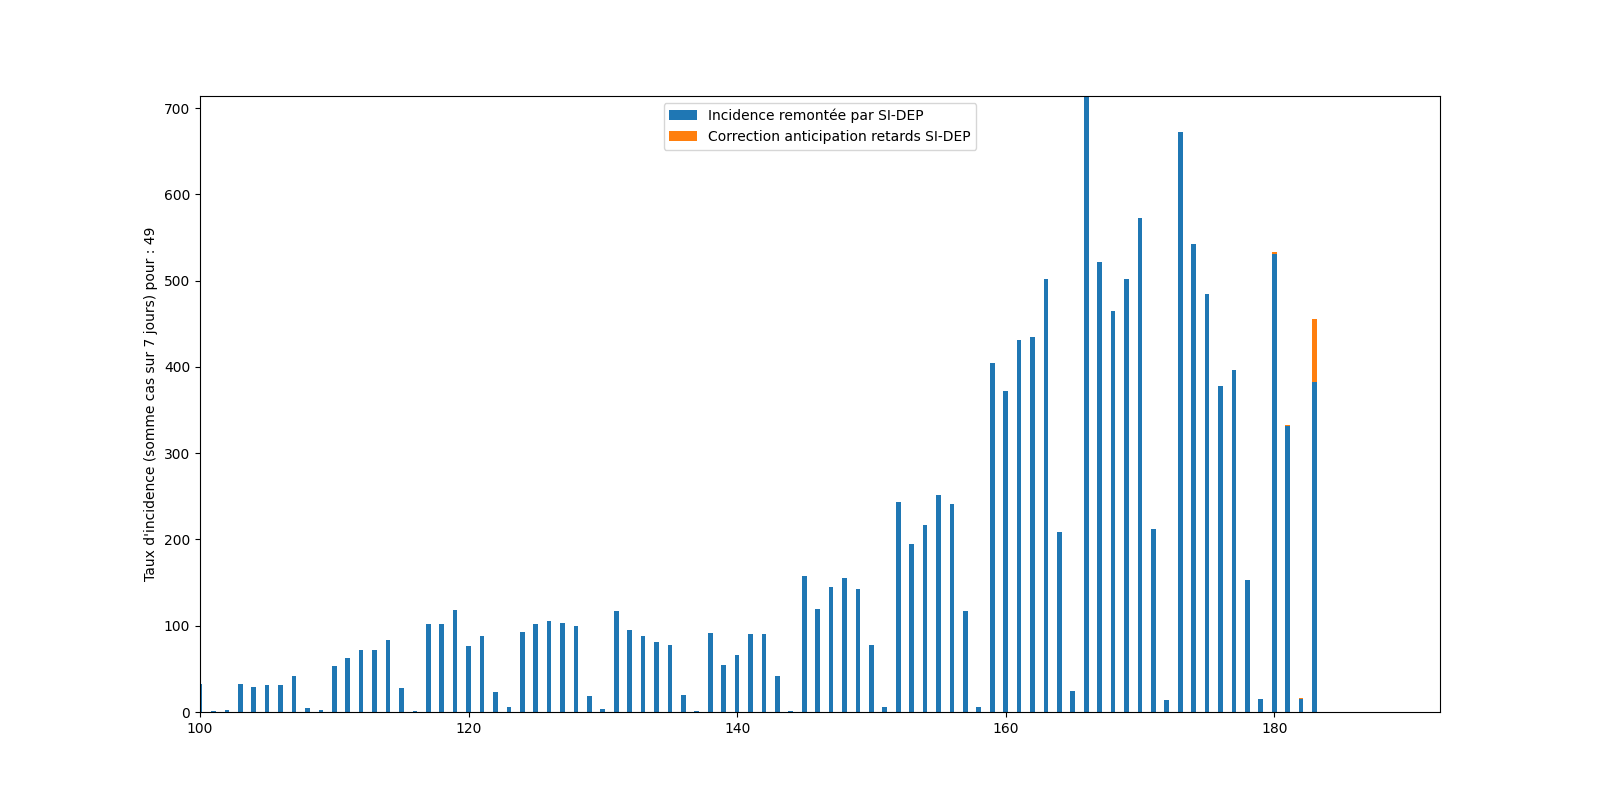 Incidence remontée par SI-DEP
Correction anticipation retards SI-DEP
Taux d'incidence (somme cas sur 7 jours) pour : 49
700
600
500
400
300
200
100
0
100 120 140 160 180